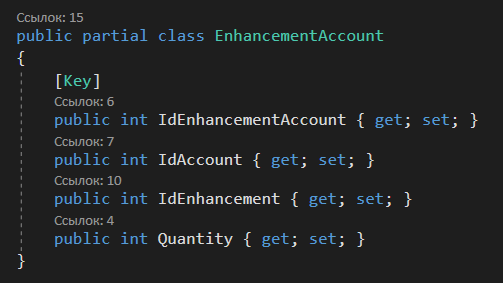 Ссылок: 15
public partial class EnhancementAccount
{
[Key]
Ссылок: 6
public int IdEnhancementAccount { get; set; }
Ссылок: 7
public int IdAccount { get; set; }
Ссылок: 10
public int IdEnhancement { get; set; }
Ссылок: 4
public int Quantity { get; set; }
}